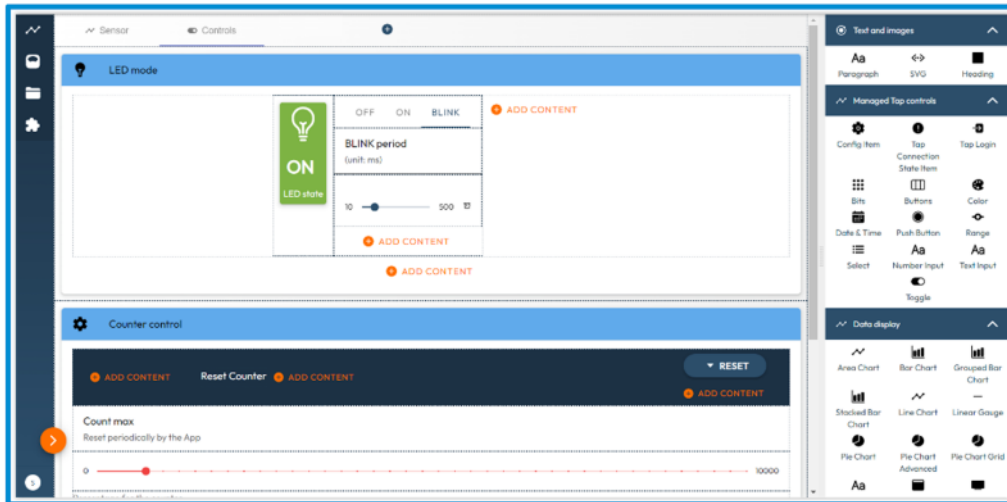 Sensor
Controls
LED mode
OFF ON BLINK
ADD CONTENT
BLINK period
(unit: ms)
ON
LED state
10 500
ADD CONTENT
ADD CONTENT
Counter control
ADD CONTENT Reset Counter ADD CONTENT RESET
ADD CONTENT
Count max
Reset periodically by the App
0 10000
S
Text and images
Aa
Paragraph SVG Heading
Managed Tap controls
Config Item Tap Connection State Item Tap Login
Bits Buttons Color
Date & Time Push Button Range
Aa Aa
Select Number Input Text Input
Toggle
Data display
Area Chart Bar Chart Grouped Bar Chart
Stacked Bar Chart Line Chart Linear Gauge
Pie Chart Pie Chart Advanced Pie Chart Grid
Aa